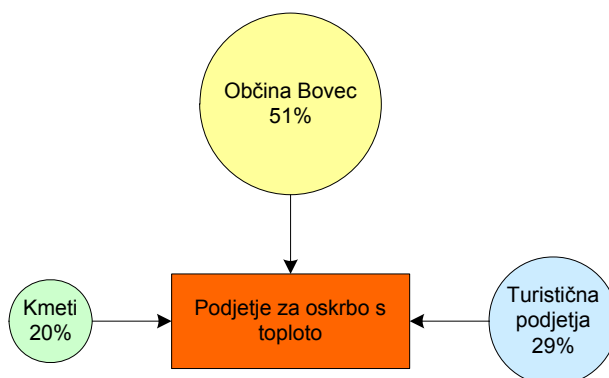 Občina Bovec
51%
Kmeti
20%
Podjetje za oskrbo s
toploto
Turistična
podjetja
29%